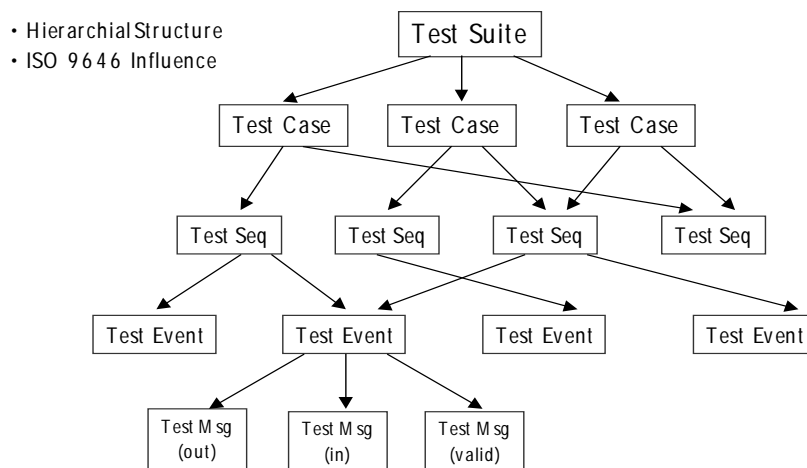 • Hierarchial Structure
• ISO 9646 Influence
Test Suite
Test Case
Test Case
Test Case
Test Seq
Test Seq
Test Seq
Test Seq
Test Event
Test Event
Test Event
Test Event
Test Msg
(out)
Test Msg
(in)
Test Msg
(valid)